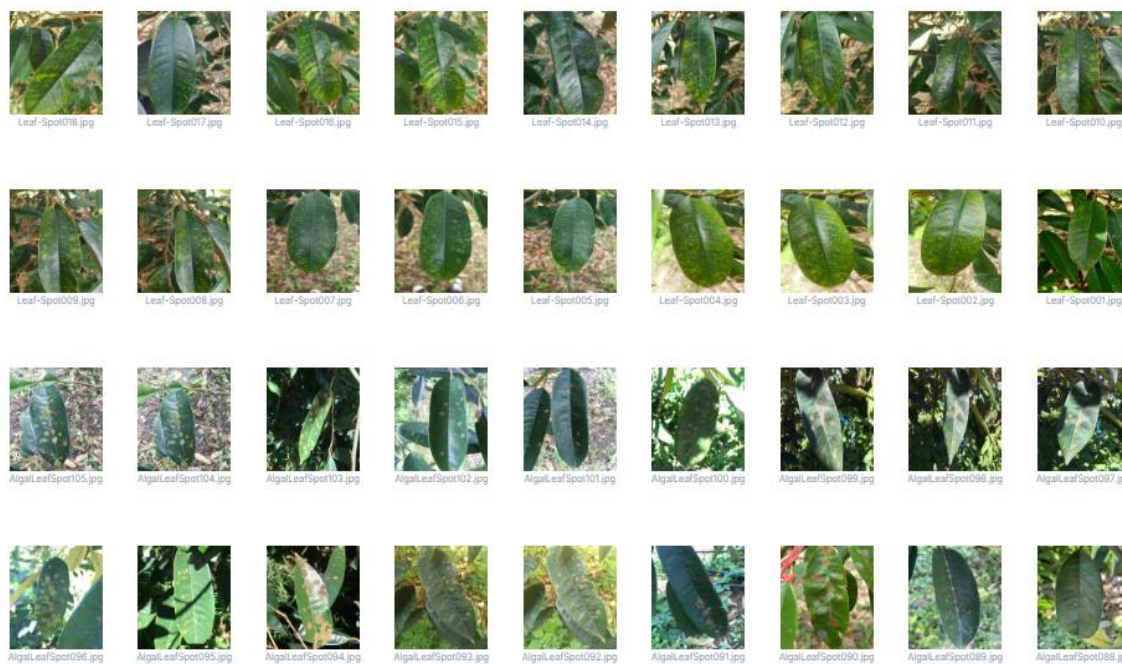 Leaf-Spot018.jpg Leaf-Spot017.jpg Leaf-Spot016.jpg Leaf-Spot015.jpg Leaf-Spot014.jpg Leaf-Spot013.jpg Leaf-Spot012.jpg Leaf-Spot011.jpg Leaf-Spot010.jpg
Leaf-Spot009.jpg Leaf-Spot008.jpg Leaf-Spot007.jpg Leaf-Spot006.jpg Leaf-Spot005.jpg Leaf-Spot004.jpg Leaf-Spot003.jpg Leaf-Spot002.jpg Leaf-Spot001.jpg
AlgalLeafSpot105.jpg AlgalLeafSpot104.jpg AlgalLeafSpot103.jpg AlgalLeafSpot102.jpg AlgalLeafSpot101.jpg AlgalLeafSpot100.jpg AlgalLeafSpot099.jpg AlgalLeafSpot098.jpg AlgalLeafSpot097.jpg
AlgalLeafSpot096.jpg AlgalLeafSpot095.jpg AlgalLeafSpot094.jpg AlgalLeafSpot093.jpg AlgalLeafSpot092.jpg AlgalLeafSpot091.jpg AlgalLeafSpot090.jpg AlgalLeafSpot089.jpg AlgalLeafSpot088.jpg